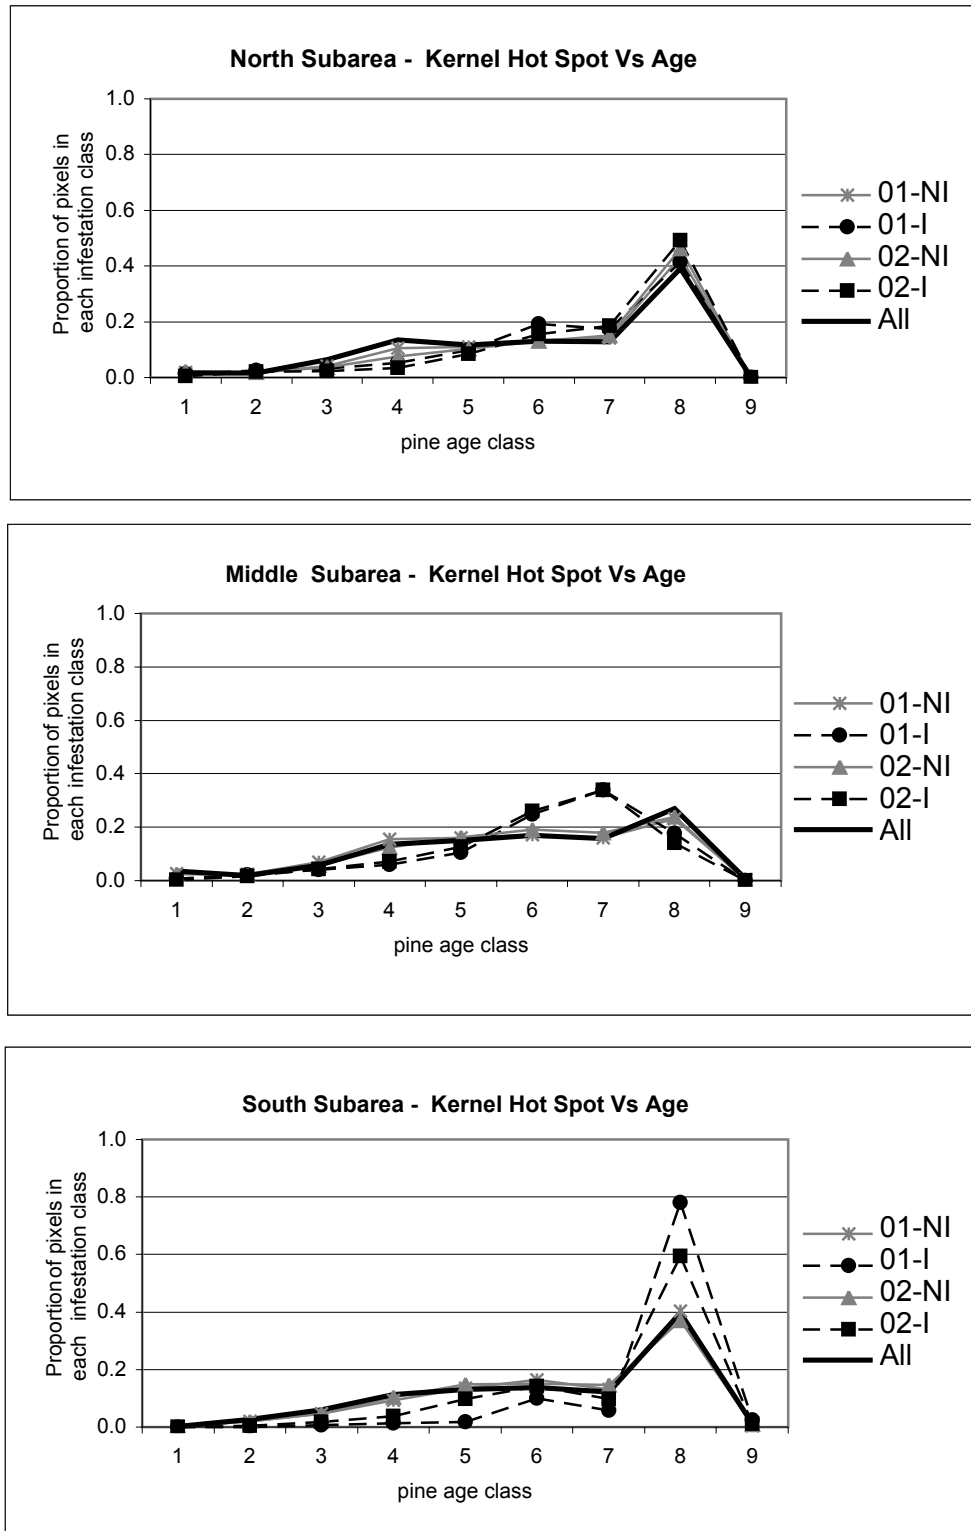 North Subarea - Kernel Hot Spot Vs Age
Proportion of pixels in
each infestation class
1.0
0.8
0.6
0.4
0.2
0.0
1 2 3 4 5 6 7 8 9
pine age class
01-NI
01-I
02-NI
02-I
All
Middle Subarea - Kernel Hot Spot Vs Age
Proportion of pixels in
each infestation class
1.0
0.8
0.6
0.4
0.2
0.0
1 2 3 4 5 6 7 8 9
pine age class
01-NI
01-I
02-NI
02-I
All
South Subarea - Kernel Hot Spot Vs Age
Proportion of pixels in
each infestation class
1.0
0.8
0.6
0.4
0.2
0.0
1 2 3 4 5 6 7 8 9
pine age class
01-NI
01-I
02-NI
02-I
All